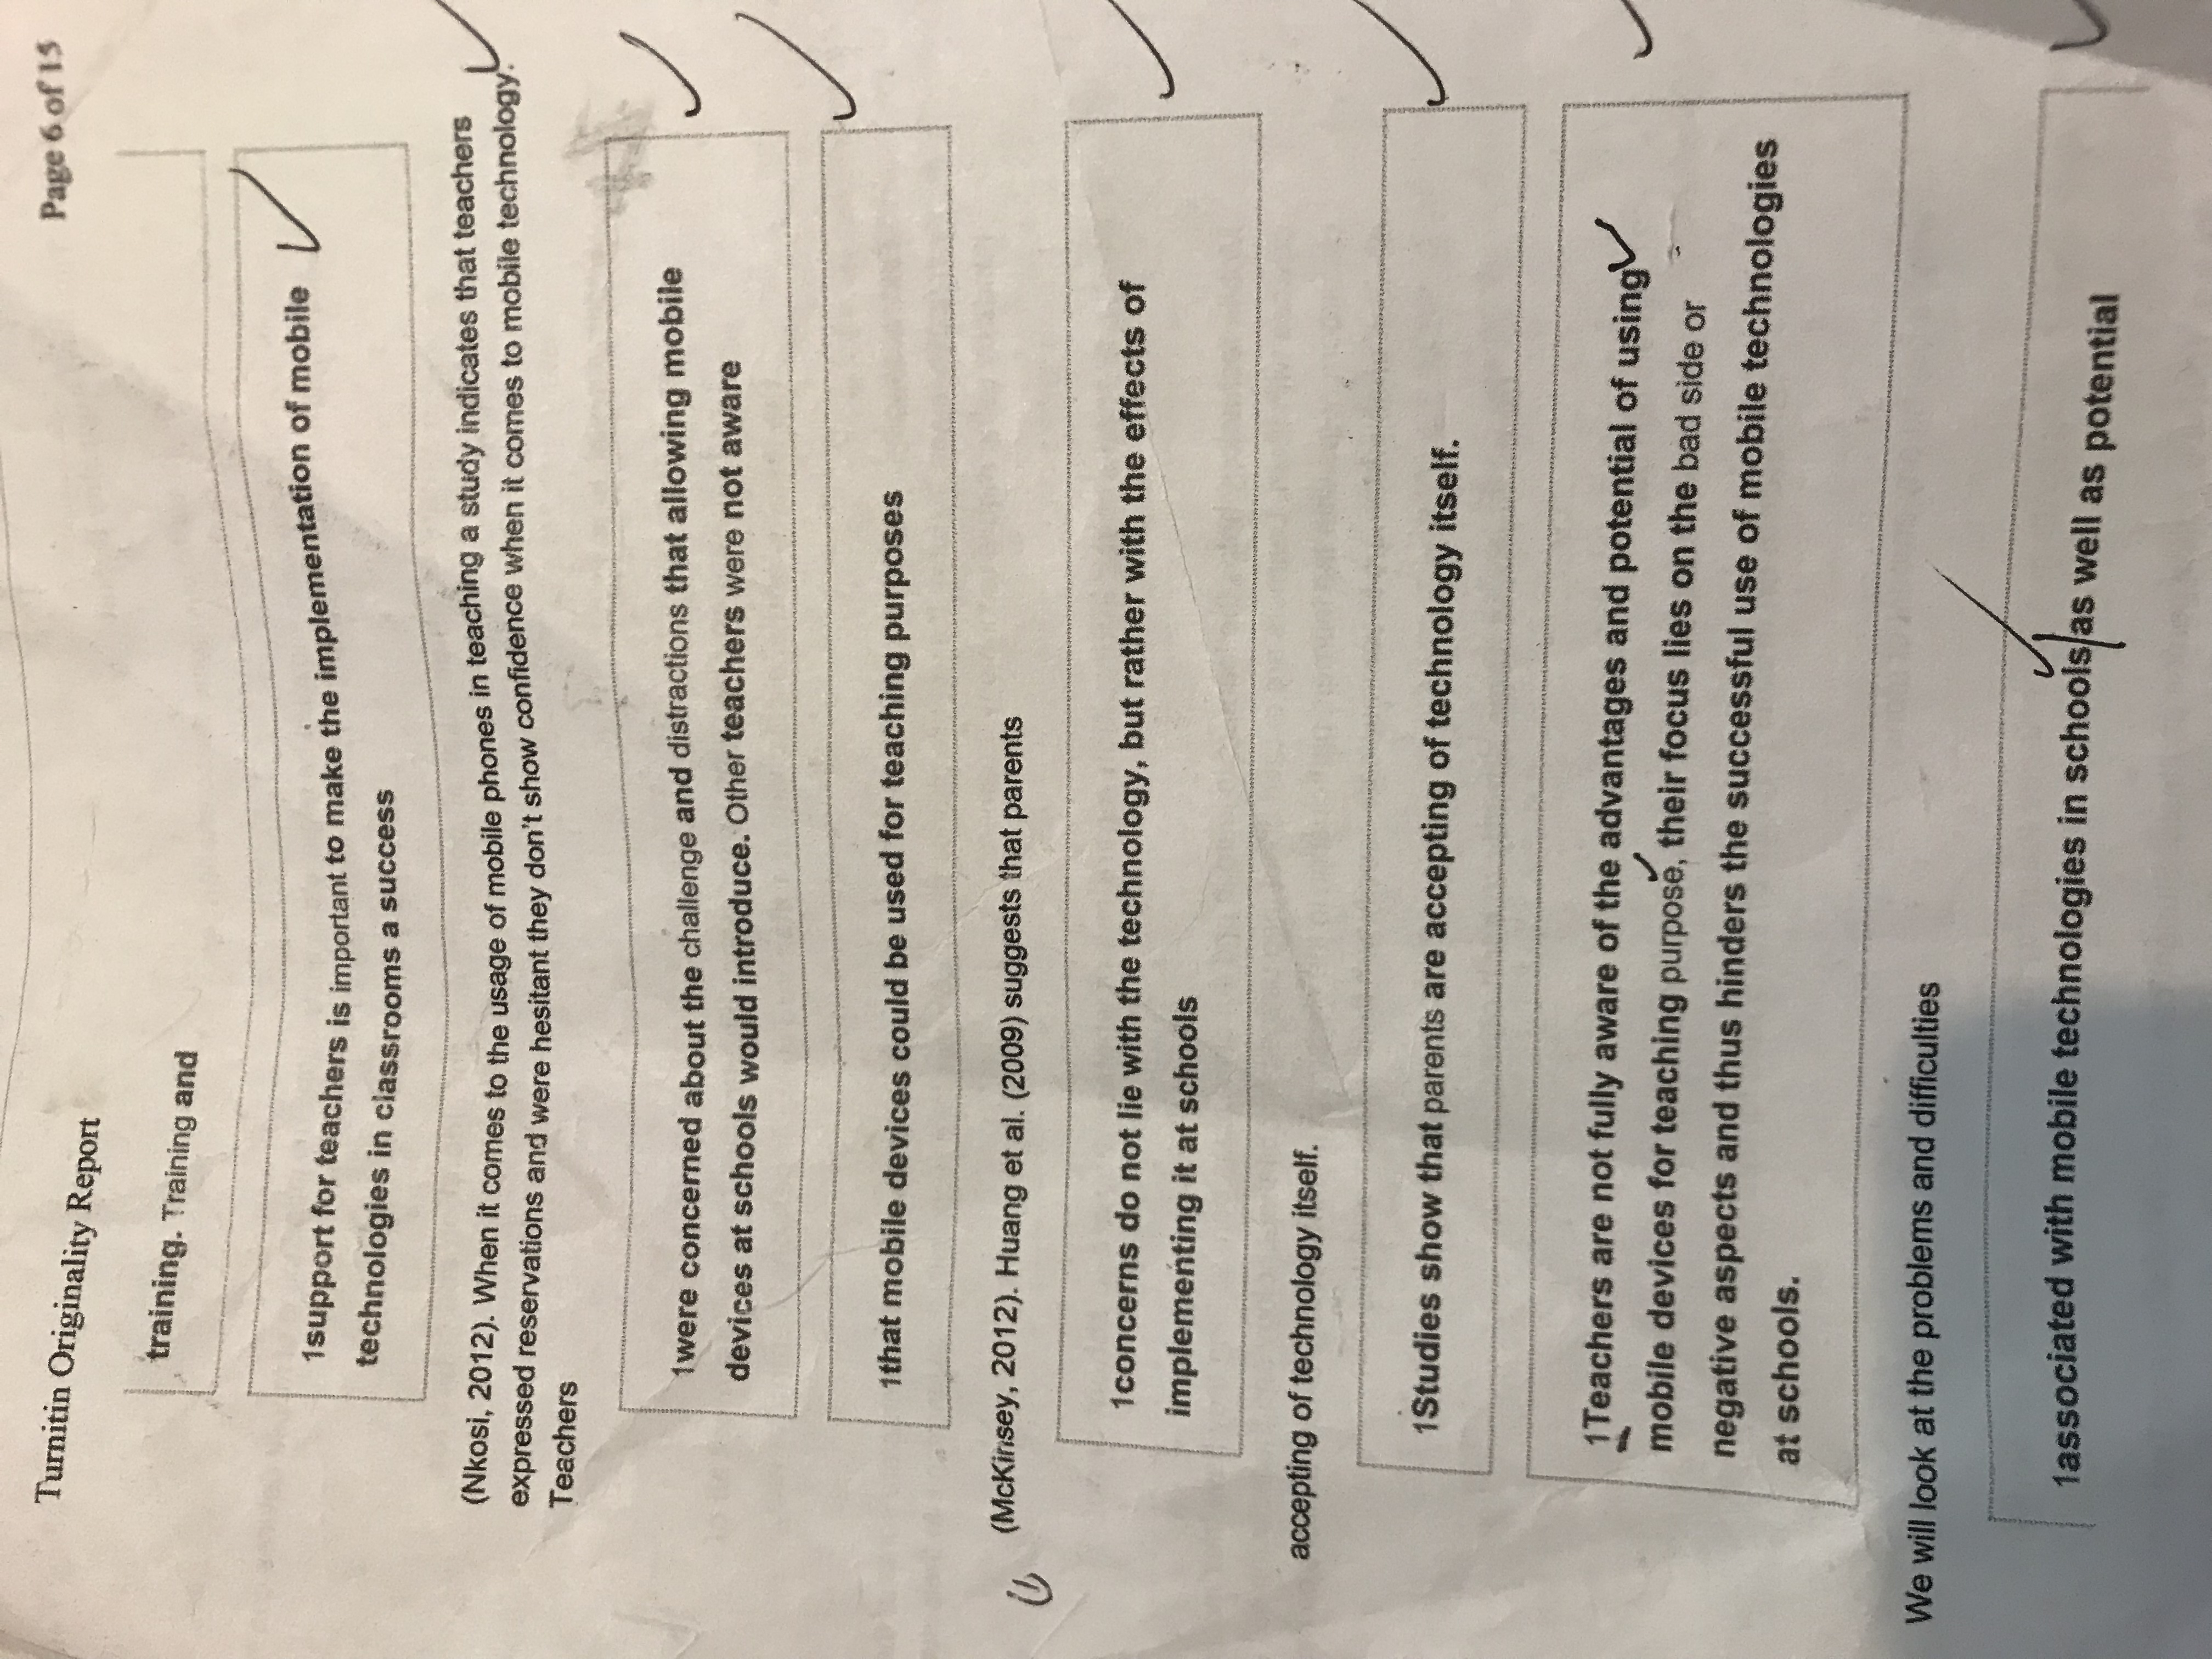 Turnitin Originality Report
Page 6 of 15
training. Training and
1support for teachers is important to make the implementation of mobile
technologies in classrooms a success
(Nkosi, 2012). When it comes to the usage of mobile phones in teaching a study indicates that teachers
expressed reservations and were hesitant they don't show confidence when it comes to mobile technology.
Teachers
1were concerned about the challenge and distractions that allowing mobile
devices at schools would introduce. Other teachers were not aware
1that mobile devices could be used for teaching purposes
(McKinsey, 2012). Huang et al. (2009) suggests that parents
1concerns do not lie with the technology, but rather with the effects of
implementing it at schools
accepting of technology itself.
1Studies show that parents are accepting of technology itself.
1Teachers are not fully aware of the advantages and potential of using
mobile devices for teaching purpose, their focus lies on the bad side or
negative aspects and thus hinders the successful use of mobile technologies
at schools.
We will look at the problems and difficulties
1associated with mobile technologies in schools as well as potential